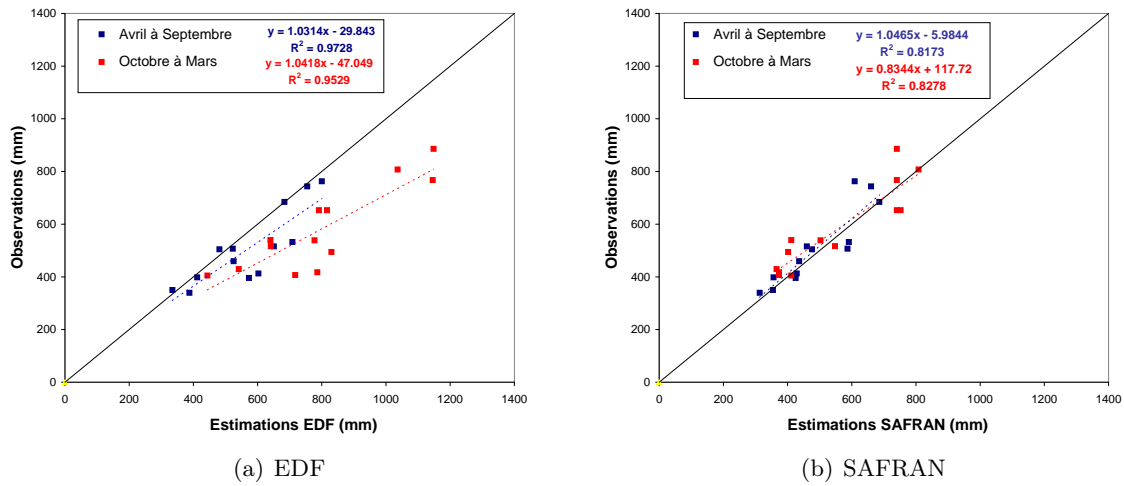 1400
1200
1000
800
600
400
200
0
0 200 400 600 800 1000 1200 1400
Observations (mm)
Estimations EDF (mm)
Avril à Septembre
y = 1.0314x - 29.843
R² = 0.9728
Octobre à Mars
y = 1.0418x - 47.049
R² = 0.9529
(a) EDF
1400
1200
1000
800
600
400
200
0
0 200 400 600 800 1000 1200 1400
Observations (mm)
Estimations SAFRAN (mm)
Avril à Septembre
y = 1.0465x - 5.9844
R² = 0.8173
Octobre à Mars
y = 0.8344x + 117.72
R² = 0.8278
(b) SAFRAN